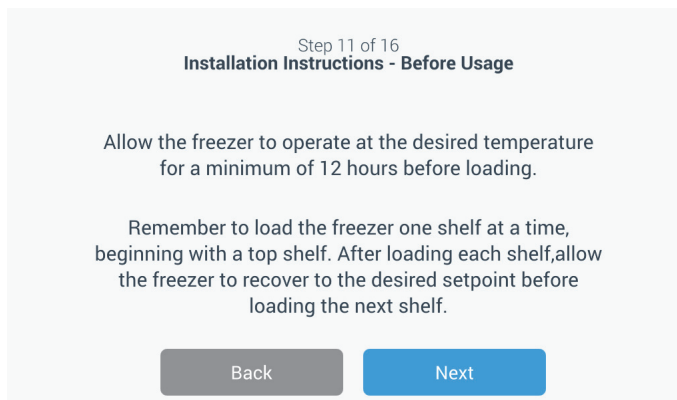 Step 11 of 16
Installation Instructions - Before Usage
Allow the freezer to operate at the desired temperature
for a minimum of 12 hours before loading.
Remember to load the freezer one shelf at a time,
beginning with a top shelf. After loading each shelf,allow
the freezer to recover to the desired setpoint before
loading the next shelf.
Back
Next